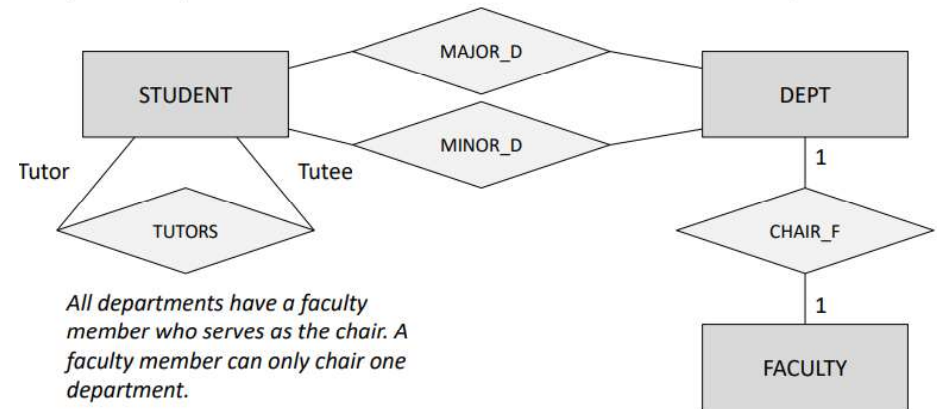 MAJOR_D
STUDENT
DEPT
MINOR_D
1
Tutor
Tutee
TUTORS
CHAIR_F
All departments have a faculty
member who serves as the chair. A
faculty member can only chair one
department.
1
FACULTY